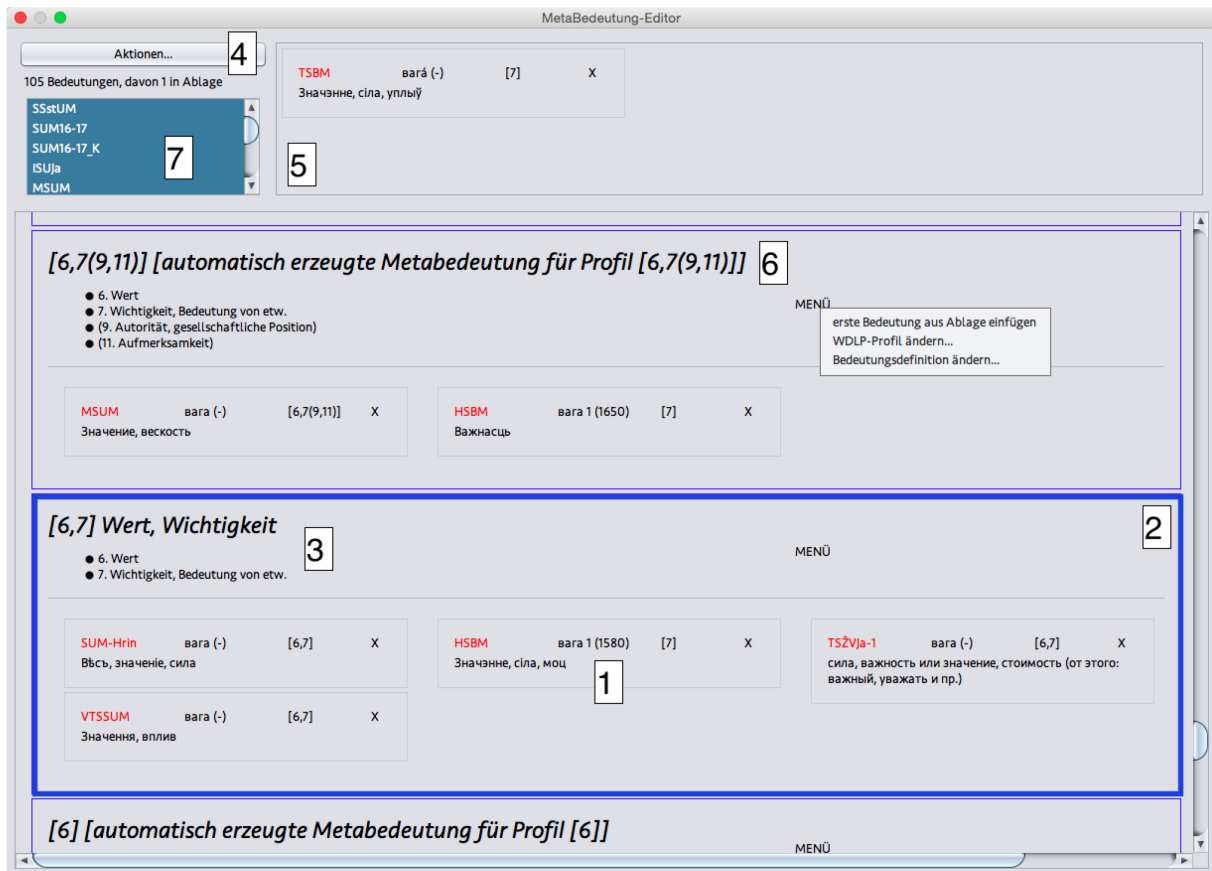 MetaBedeutung-Editor
Aktionen...
4
105 Bedeutungen, davon 1 in Ablage
SSstUM
SUM16-17
SUM16-17_K
ISUJa
MSUM
7
TSBM вага́ (-) [7] X
Значэнне, сіла, уплыў
5
[6,7(9,11)] [automatisch erzeugte Metabedeutung für Profil [6,7(9,11)]]
6
● 6. Wert
● 7. Wichtigkeit, Bedeutung von etw.
● (9. Autorität, gesellschaftliche Position)
● (11. Aufmerksamkeit)
MENÜ
erste Bedeutung aus Ablage einfügen
WDLP-Profil ändern...
Bedeutungsdefinition ändern...
MSUM вага (-) [6,7(9,11)] X
Значение, вескость
HSBM вага 1 (1650) [7] X
Важнасць
[6,7] Wert, Wichtigkeit
3
2
● 6. Wert
● 7. Wichtigkeit, Bedeutung von etw.
MENÜ
SUM-Hrin вага (-) [6,7] X
Вѣсъ, значеніе, сила
HSBM вага 1 (1580) [7] X
Значэнне, сіла, моц
1
TSŽVJa-1 вага (-) [6,7] X
сила, важность или значение, стоимость (от этого:
важный, уважать и пр.)
VTSSUM вага (-) [6,7] X
Значення, вплив
[6] [automatisch erzeugte Metabedeutung für Profil [6]]
MENÜ